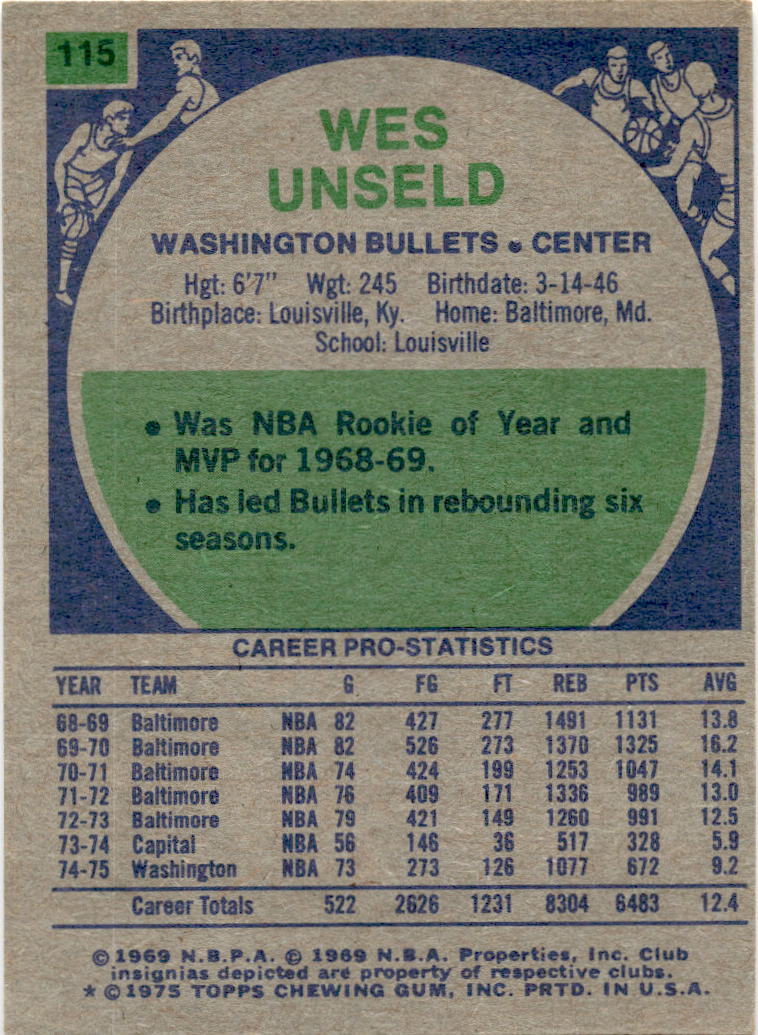 115
WES
UNSELD
WASHINGTON BULLETS • CENTER
Hgt: 6'7" Wgt: 245 Birthdate: 3-14-46
Birthplace: Louisville, Ky. Home: Baltimore, Md.
School: Louisville
• Was NBA Rookie of Year and
MVP for 1968-69.
• Has led Bullets in rebounding six
seasons.
CAREER PRO-STATISTICS
YEAR TEAM G FG FT REB PTS AVG
68-69 Baltimore NBA 82 427 277 1491 1131 13.8
69-70 Baltimore NBA 82 526 273 1370 1325 16.2
70-71 Baltimore NBA 74 424 199 1253 1047 14.1
71-72 Baltimore NBA 76 409 171 1336 989 13.0
72-73 Baltimore NBA 79 421 149 1260 991 12.5
73-74 Capital NBA 56 146 36 517 328 5.9
74-75 Washington NBA 73 273 126 1077 672 9.2
Career Totals 522 2626 1231 8304 6483 12.4
© 1969 N.B.P.A. © 1969 N.B.A. Properties, Inc. Club
insignias depicted are property of respective clubs.
* © 1975 TOPPS CHEWING GUM, INC. PRTD. IN U.S.A.